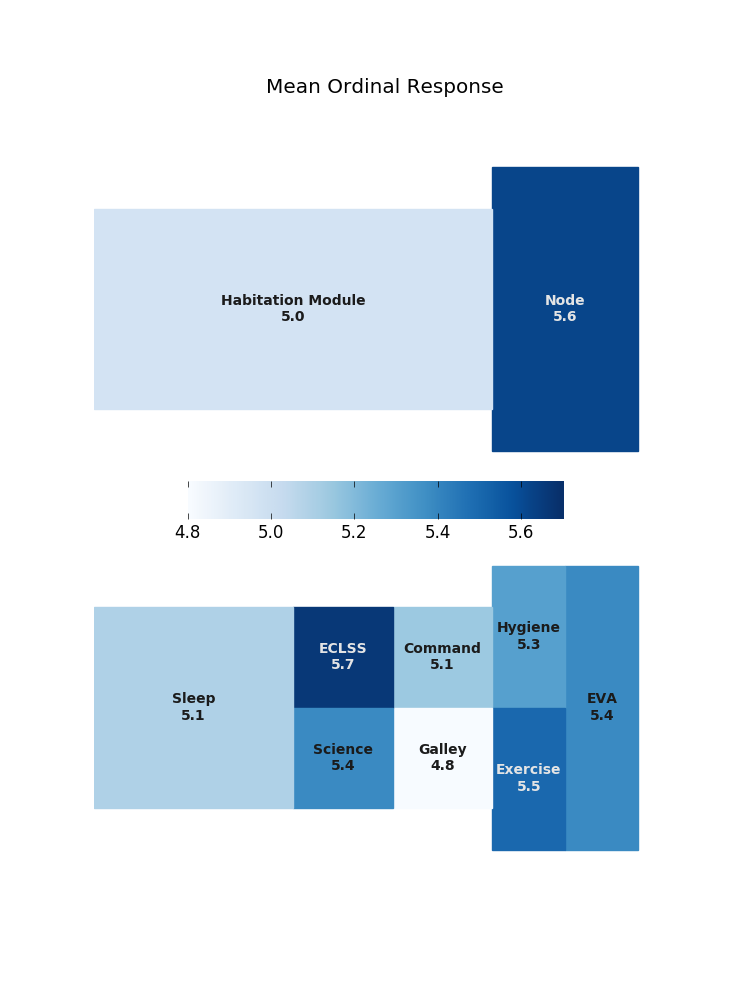 Mean Ordinal Response
Habitation Module
5.0
Node
5.6
4.8 5.0 5.2 5.4 5.6
Hygiene
5.3
ECLSS
5.7
Command
5.1
Sleep
5.1
EVA
5.4
Science
5.4
Galley
4.8
Exercise
5.5